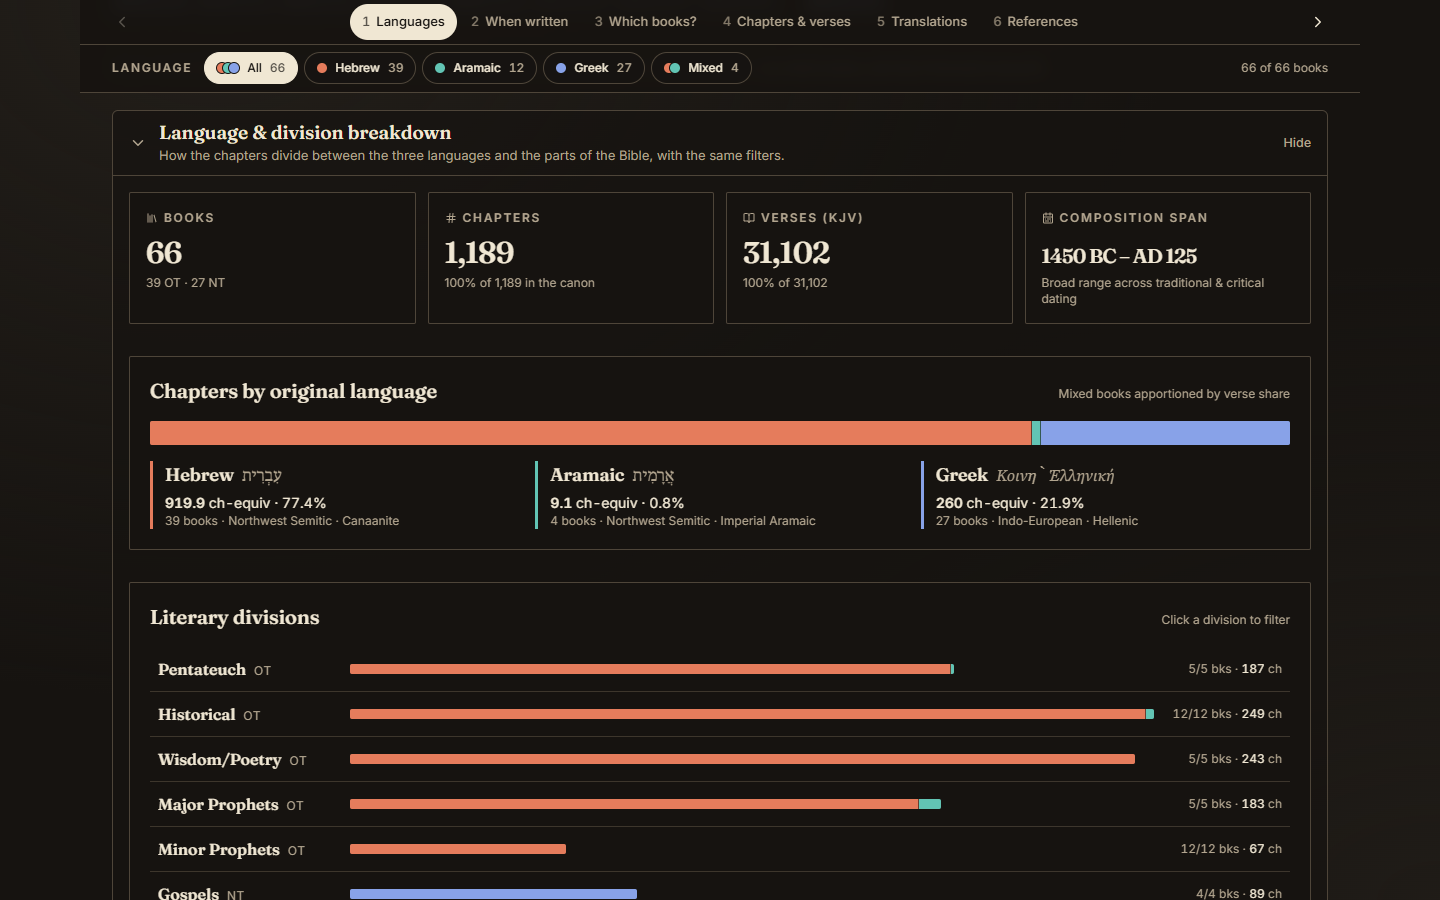 1 Languages
2 When written
3 Which books?
4 Chapters & verses
5 Translations
6 References
LANGUAGE
All 66
Hebrew 39
Aramaic 12
Greek 27
Mixed 4
66 of 66 books
Language & division breakdown
How the chapters divide between the three languages and the parts of the Bible, with the same filters.
Hide
BOOKS
66
39 OT · 27 NT
CHAPTERS
1,189
100% of 1,189 in the canon
VERSES (KJV)
31,102
100% of 31,102
COMPOSITION SPAN
1450 BC – AD 125
Broad range across traditional & critical
dating
Chapters by original language
Mixed books apportioned by verse share
Hebrew עִבְרִית
919.9 ch-equiv · 77.4%
39 books · Northwest Semitic · Canaanite
Aramaic אֲרָמִית
9.1 ch-equiv · 0.8%
4 books · Northwest Semitic · Imperial Aramaic
Greek Κοινὴ Ἑλληνική
260 ch-equiv · 21.9%
27 books · Indo-European · Hellenic
Literary divisions
Click a division to filter
Pentateuch OT
5/5 bks · 187 ch
Historical OT
12/12 bks · 249 ch
Wisdom/Poetry OT
5/5 bks · 243 ch
Major Prophets OT
5/5 bks · 183 ch
Minor Prophets OT
12/12 bks · 67 ch
Gospels NT
4/4 bks · 89 ch